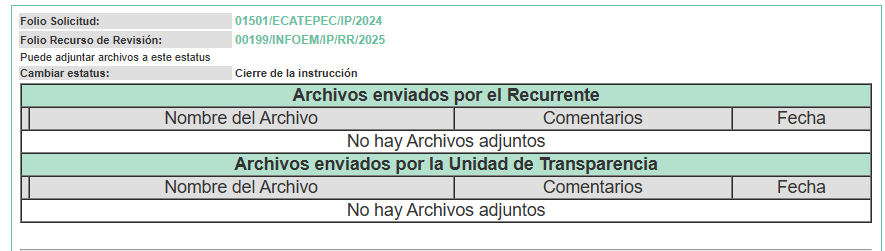 Folio Solicitud: 01501/ECATEPEC/IP/2024
Folio Recurso de Revisión: 00199/INFOEM/IP/RR/2025
Puede adjuntar archivos a este estatus
Cambiar estatus: Cierre de la instrucción
Archivos enviados por el Recurrente
Nombre del Archivo Comentarios Fecha
No hay Archivos adjuntos
Archivos enviados por la Unidad de Transparencia
Nombre del Archivo Comentarios Fecha
No hay Archivos adjuntos